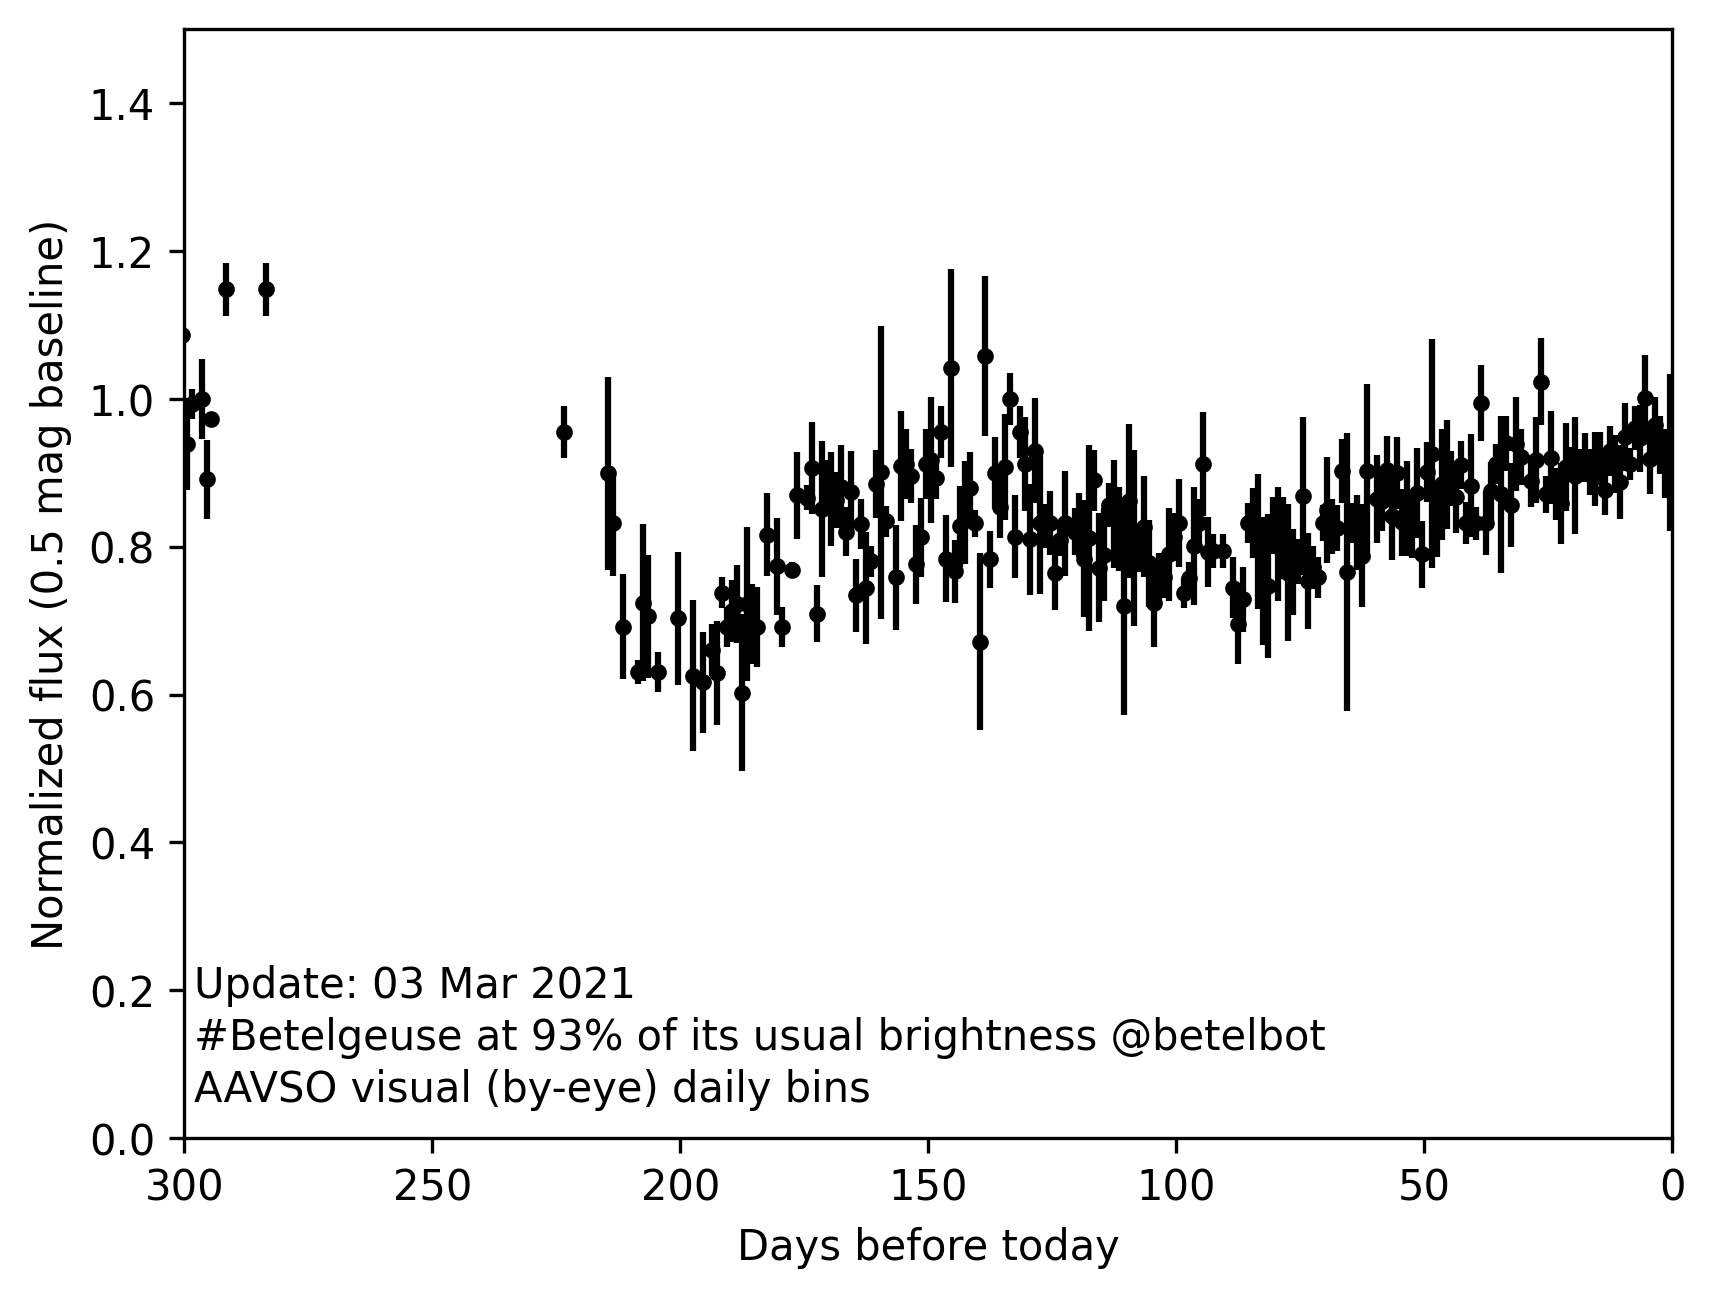 1.4
1.2
1.0
0.8
0.6
0.4
0.2
0.0
Normalized flux (0.5 mag baseline)
Update: 03 Mar 2021
#Betelgeuse at 93% of its usual brightness @betelbot
AAVSO visual (by-eye) daily bins
300 250 200 150 100 50 0
Days before today